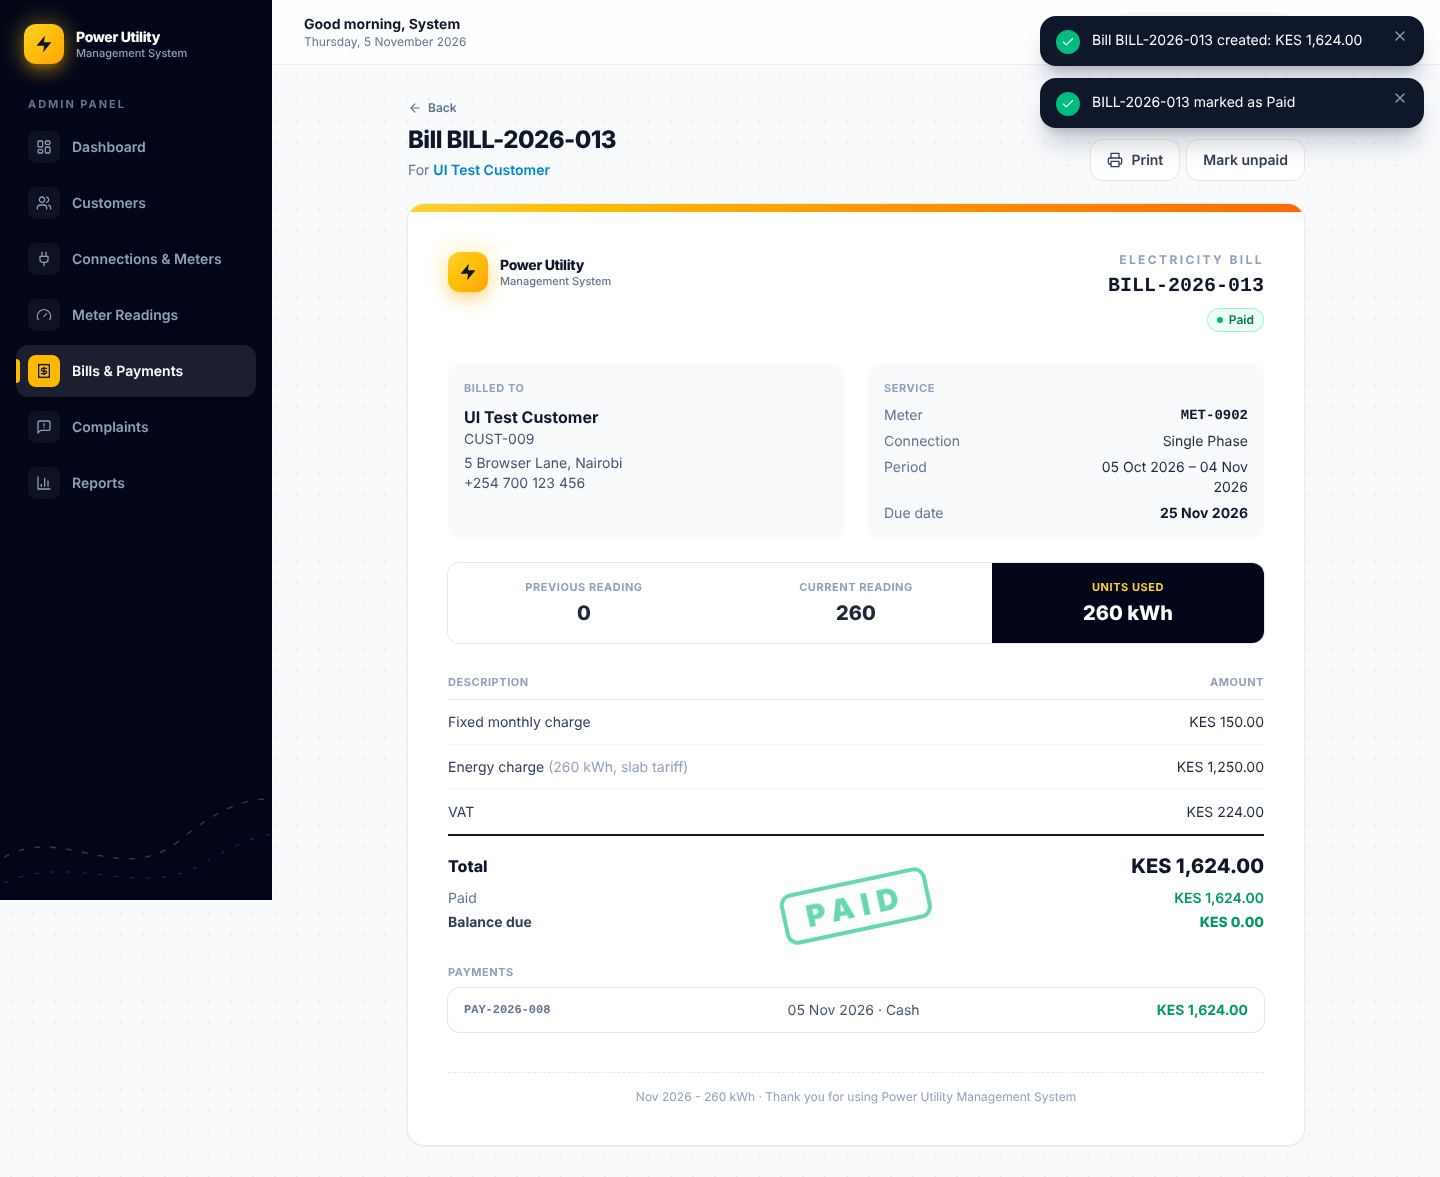 Power Utility
Management System
ADMIN PANEL
Dashboard
Customers
Connections & Meters
Meter Readings
Bills & Payments
Complaints
Reports
Good morning, System
Thursday, 5 November 2026
Bill BILL-2026-013 created: KES 1,624.00
BILL-2026-013 marked as Paid
Back
Bill BILL-2026-013
For UI Test Customer
Print
Mark unpaid
Power Utility
Management System
ELECTRICITY BILL
BILL-2026-013
Paid
BILLED TO
UI Test Customer
CUST-009
5 Browser Lane, Nairobi
+254 700 123 456
SERVICE
Meter MET-0902
Connection Single Phase
Period 05 Oct 2026 – 04 Nov
2026
Due date 25 Nov 2026
PREVIOUS READING
0
CURRENT READING
260
UNITS USED
260 kWh
DESCRIPTION AMOUNT
Fixed monthly charge KES 150.00
Energy charge (260 kWh, slab tariff) KES 1,250.00
VAT KES 224.00
Total KES 1,624.00
Paid KES 1,624.00
Balance due KES 0.00
PAID
PAYMENTS
PAY-2026-008 05 Nov 2026 · Cash KES 1,624.00
Nov 2026 - 260 kWh · Thank you for using Power Utility Management System